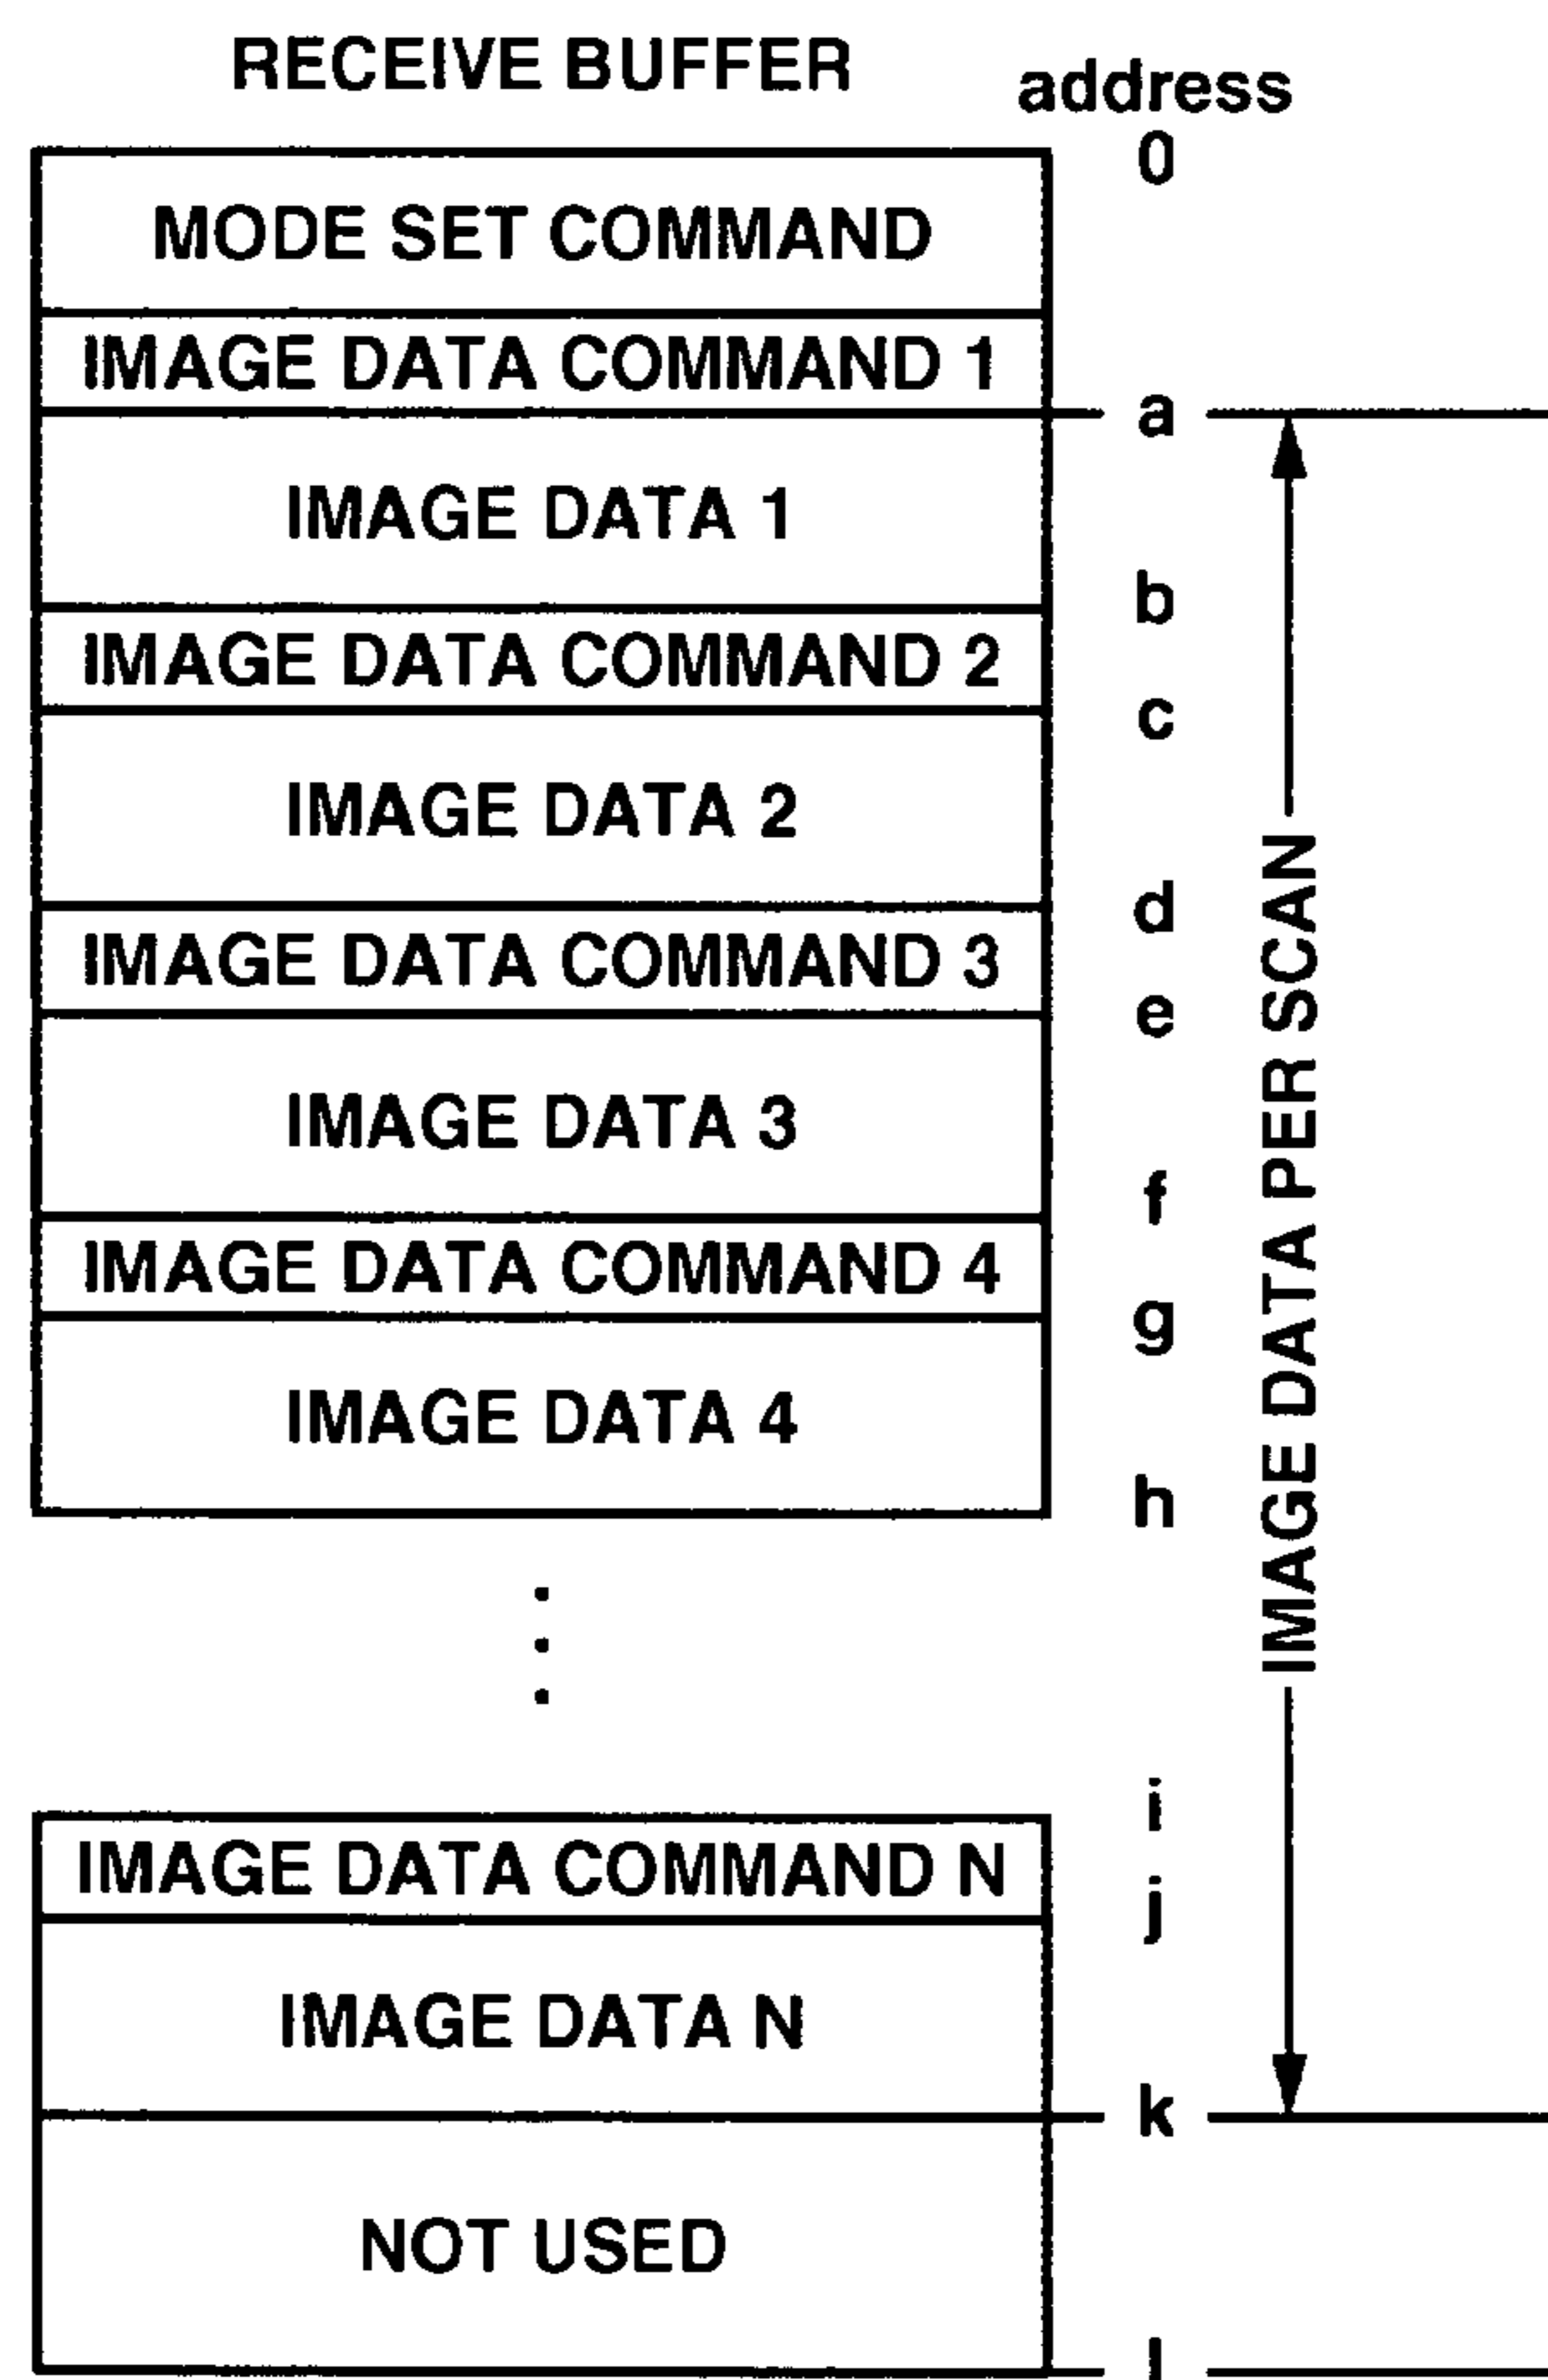 RECEIVE BUFFER
address
0
MODE SET COMMAND
IMAGE DATA COMMAND 1
a
IMAGE DATA 1
b
IMAGE DATA COMMAND 2
c
IMAGE DATA 2
d
IMAGE DATA COMMAND 3
e
IMAGE DATA 3
f
IMAGE DATA COMMAND 4
g
IMAGE DATA 4
h
IMAGE DATA PER SCAN
i
IMAGE DATA COMMAND N
j
IMAGE DATA N
k
NOT USED
l